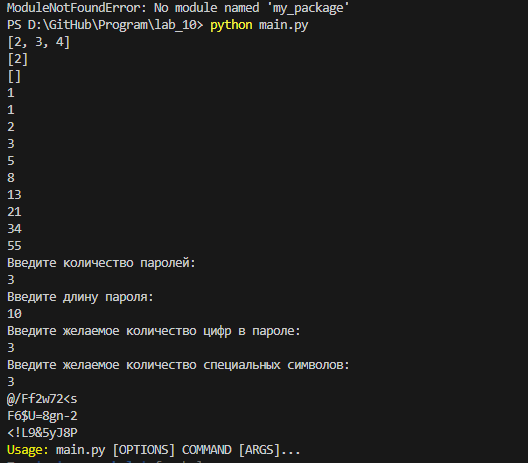 ModuleNotFoundError: No module named 'my_package'
PS D:\GitHub\Program\lab_10> python main.py
[2, 3, 4]
[2]
[]
1
1
2
3
5
8
13
21
34
55
Введите количество паролей:
3
Введите длину пароля:
10
Введите желаемое количество цифр в пароле:
3
Введите желаемое количество специальных символов:
3
@/Ff2w72<s
F6$U=8gn-2
<!L9&5yJ8P
Usage: main.py [OPTIONS] COMMAND [ARGS]...